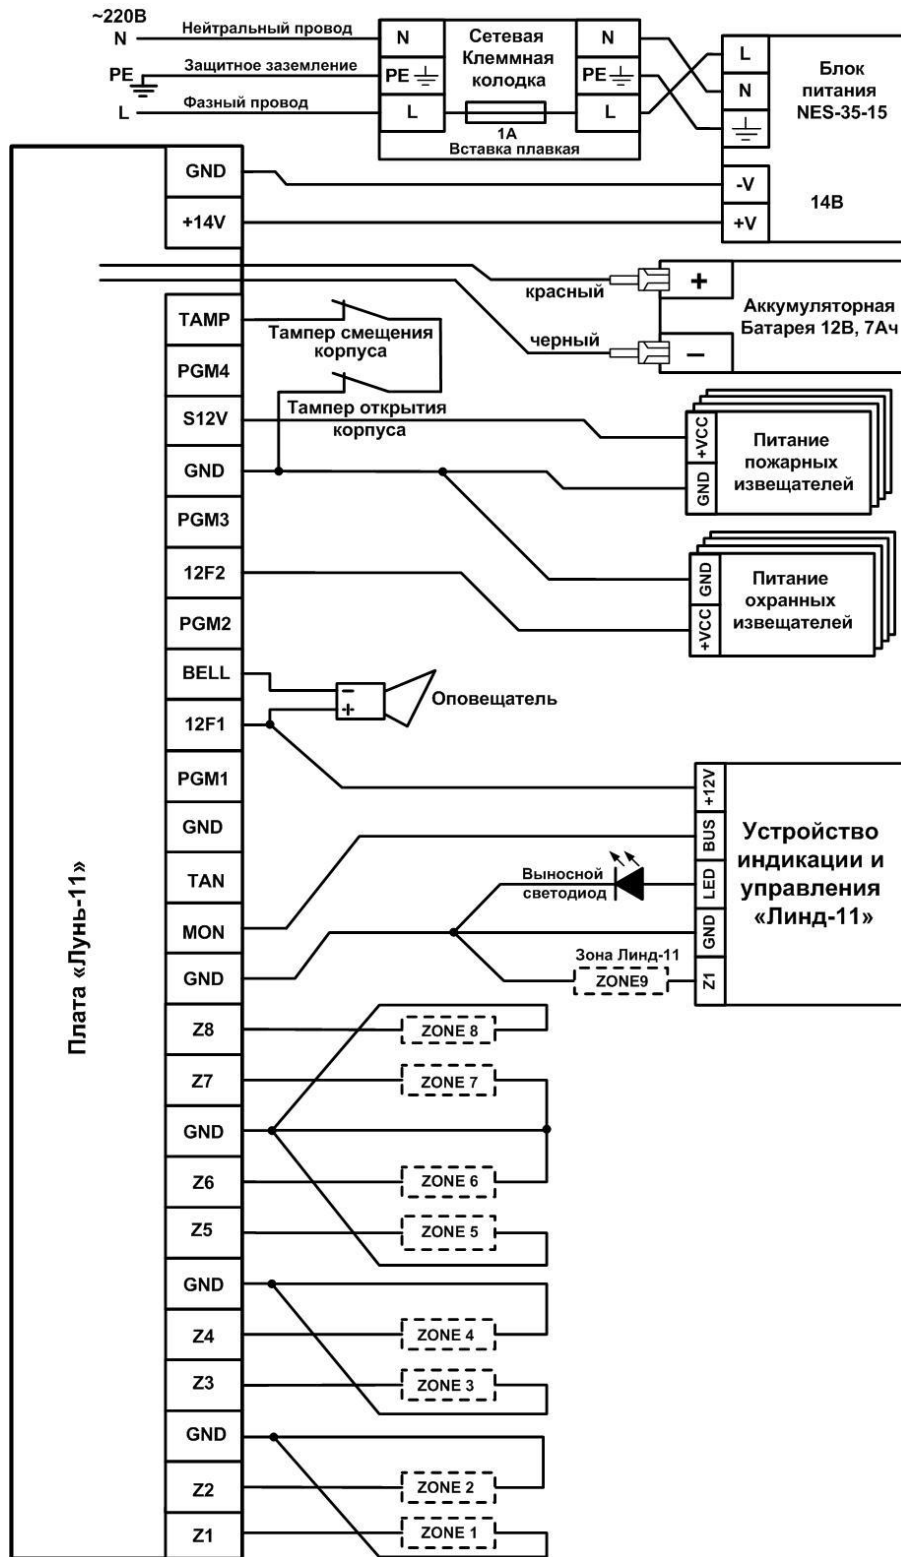 ~220В
N
Нейтральный провод
PE
Защитное заземление
L
Фазный провод
N
PE
L
Сетевая
Клеммная
колодка
1А
Вставка плавкая
N
PE
L
L
N
Блок
питания
NES-35-15
-V
+V
14В
GND
+14V
красный
черный
+
−
Аккумуляторная
Батарея 12В, 7Ач
TAMP
Тампер смещения
корпуса
PGM4
Тампер открытия
корпуса
S12V
+VCC
GND
Питание
пожарных
извещателей
GND
PGM3
12F2
GND
+VCC
Питание
охранных
извещателей
PGM2
BELL
−
+
Оповещатель
12F1
PGM1
GND
TAN
MON
GND
+12V
BUS
LED
GND
Z1
Устройство
индикации и
управления
«Линд-11»
Выносной
светодиод
Зона Линд-11
ZONE9
Плата «Лунь-11»
Z8
ZONE 8
Z7
ZONE 7
GND
Z6
ZONE 6
Z5
ZONE 5
GND
Z4
ZONE 4
Z3
ZONE 3
GND
Z2
ZONE 2
Z1
ZONE 1